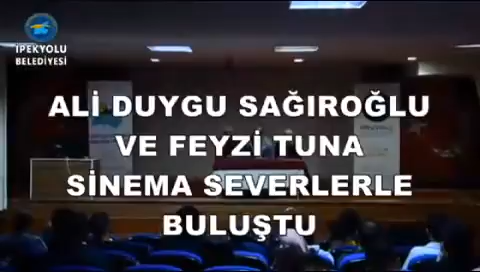 İPEKYOLU
BELEDİYESİ
ALİ DUYGU SAĞIROĞLU
VE FEYZİ TUNA
SİNEMA SEVERLERLE
BULUŞTU